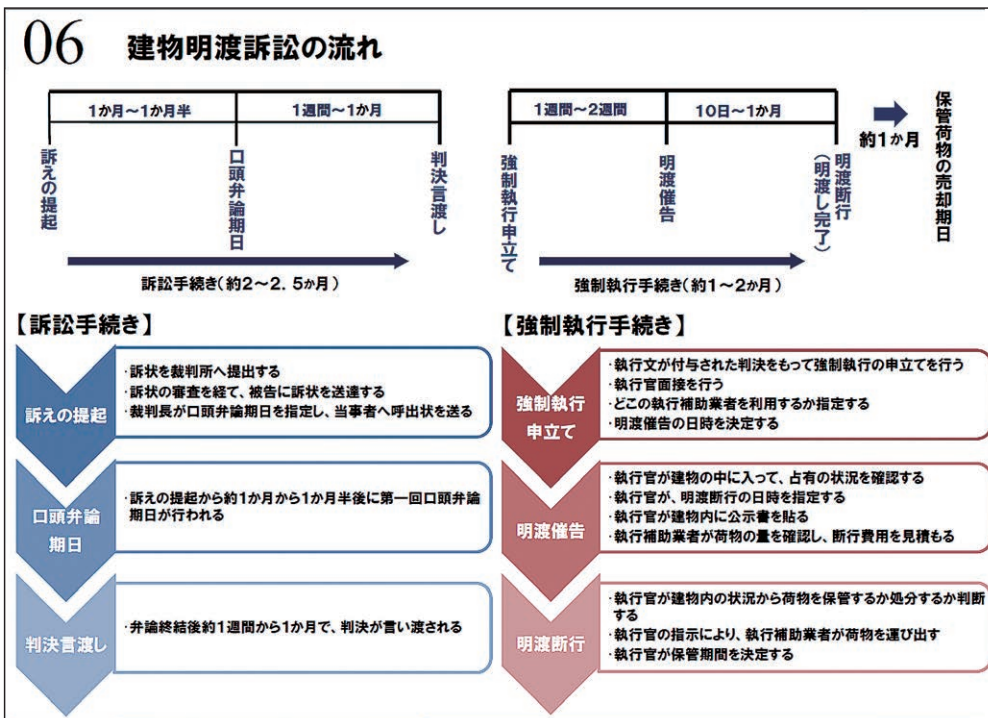 06 建物明渡訴訟の流れ
1か月～1か月半
1週間～1か月
訴えの提起
口頭弁論期日
判決言渡し
訴訟手続き(約2～2.5か月)
1週間～2週間
10日～1か月
約1か月
強制執行申立て
明渡催告
明渡断行
(明渡し完了)
保管荷物の売却期日
強制執行手続き(約1～2か月)
【訴訟手続き】
訴えの提起
・訴状を裁判所へ提出する
・訴状の審査を経て、被告に訴状を送達する
・裁判長が口頭弁論期日を指定し、当事者へ呼出状を送る
口頭弁論
期日
・訴えの提起から約1か月から1か月半後に第一回口頭弁論
期日が行われる
判決言渡し
・弁論終結後約1週間から1か月で、判決が言い渡される
【強制執行手続き】
強制執行
申立て
・執行文が付与された判決をもって強制執行の申立てを行う
・執行官面接を行う
・どこの執行補助業者を利用するか指定する
・明渡催告の日時を決定する
明渡催告
・執行官が建物の中に入って、占有の状況を確認する
・執行官が、明渡断行の日時を指定する
・執行官が建物内に公示書を貼る
・執行補助業者が荷物の量を確認し、断行費用を見積もる
明渡断行
・執行官が建物内の状況から荷物を保管するか処分するか判断
する
・執行官の指示により、執行補助業者が荷物を運び出す
・執行官が保管期間を決定する